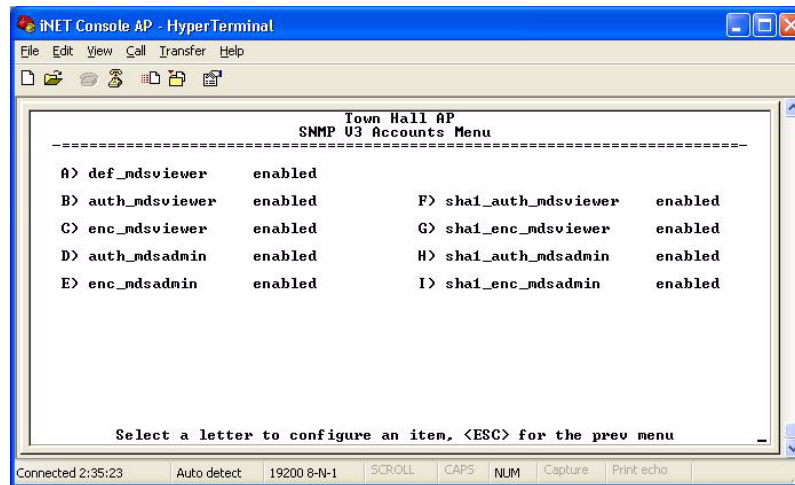 iNET Console AP - HyperTerminal
File Edit View Call Transfer Help
Town Hall AP
SNMP V3 Accounts Menu
-==========================================================================-
A) def_mdsviewer enabled
B) auth_mdsviewer enabled F) sha1_auth_mdsviewer enabled
C) enc_mdsviewer enabled G) sha1_enc_mdsviewer enabled
D) auth_mdsadmin enabled H) sha1_auth_mdsadmin enabled
E) enc_mdsadmin enabled I) sha1_enc_mdsadmin enabled
Select a letter to configure an item, <ESC> for the prev menu _
Connected 2:35:23 Auto detect 19200 8-N-1 SCROLL CAPS NUM Capture Print echo